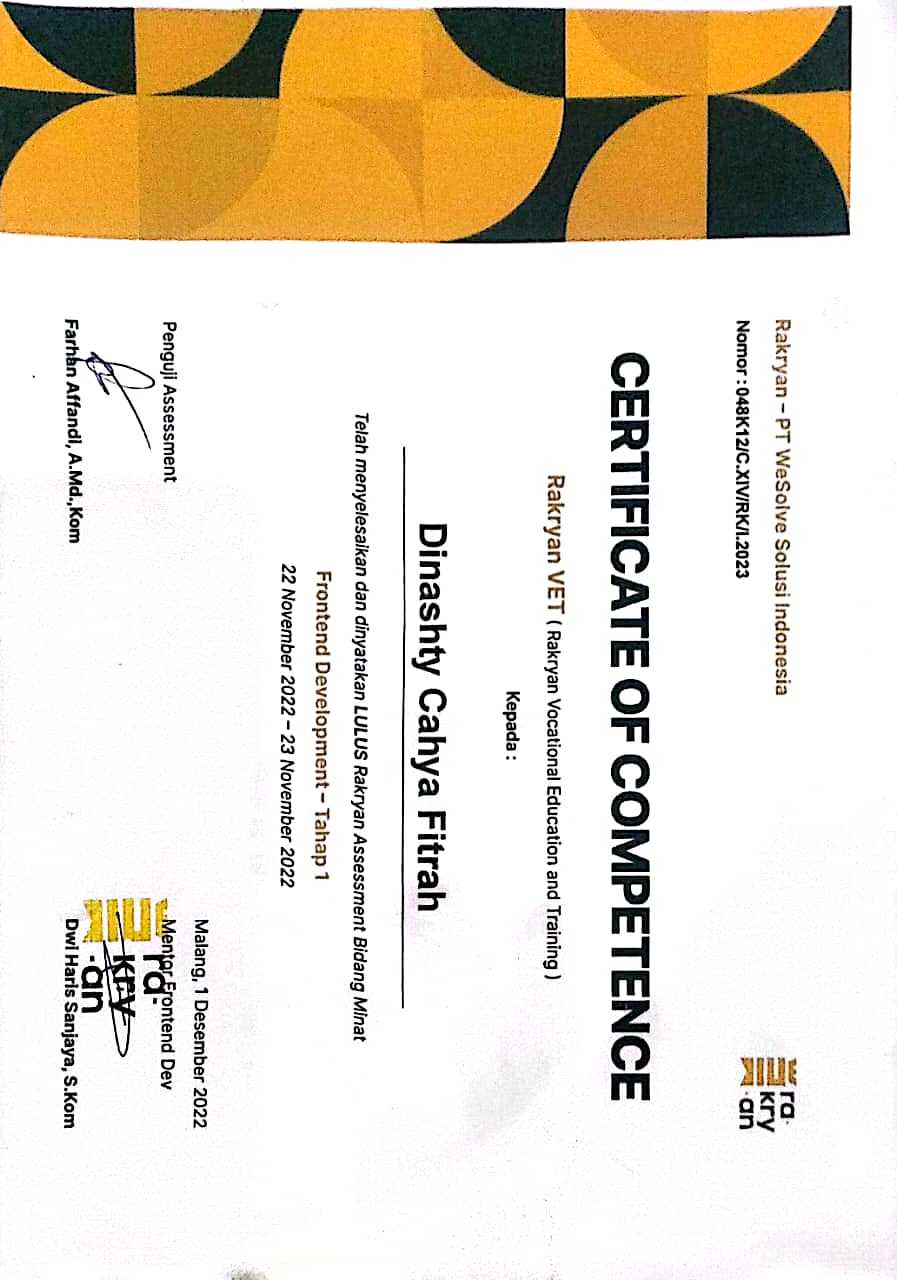 Rakryan – PT WeSolve Solusi Indonesia
Nomor : 048K12/C.XIV/RK/I.2023
ra·
kry
·an
CERTIFICATE OF COMPETENCE
Rakryan VET ( Rakryan Vocational Education and Training )
Kepada :
Dinashty Cahya Fitrah
Telah menyelesaikan dan dinyatakan LULUS Rakryan Assessment Bidang Minat
Frontend Development – Tahap 1
22 November 2022 – 23 November 2022
Malang, 1 Desember 2022
Penguji Assessment
Mentor Frontend Dev
ra·
kry
·an
Farhan Affandi, A.Md.,Kom
Dwi Haris Sanjaya, S.Kom